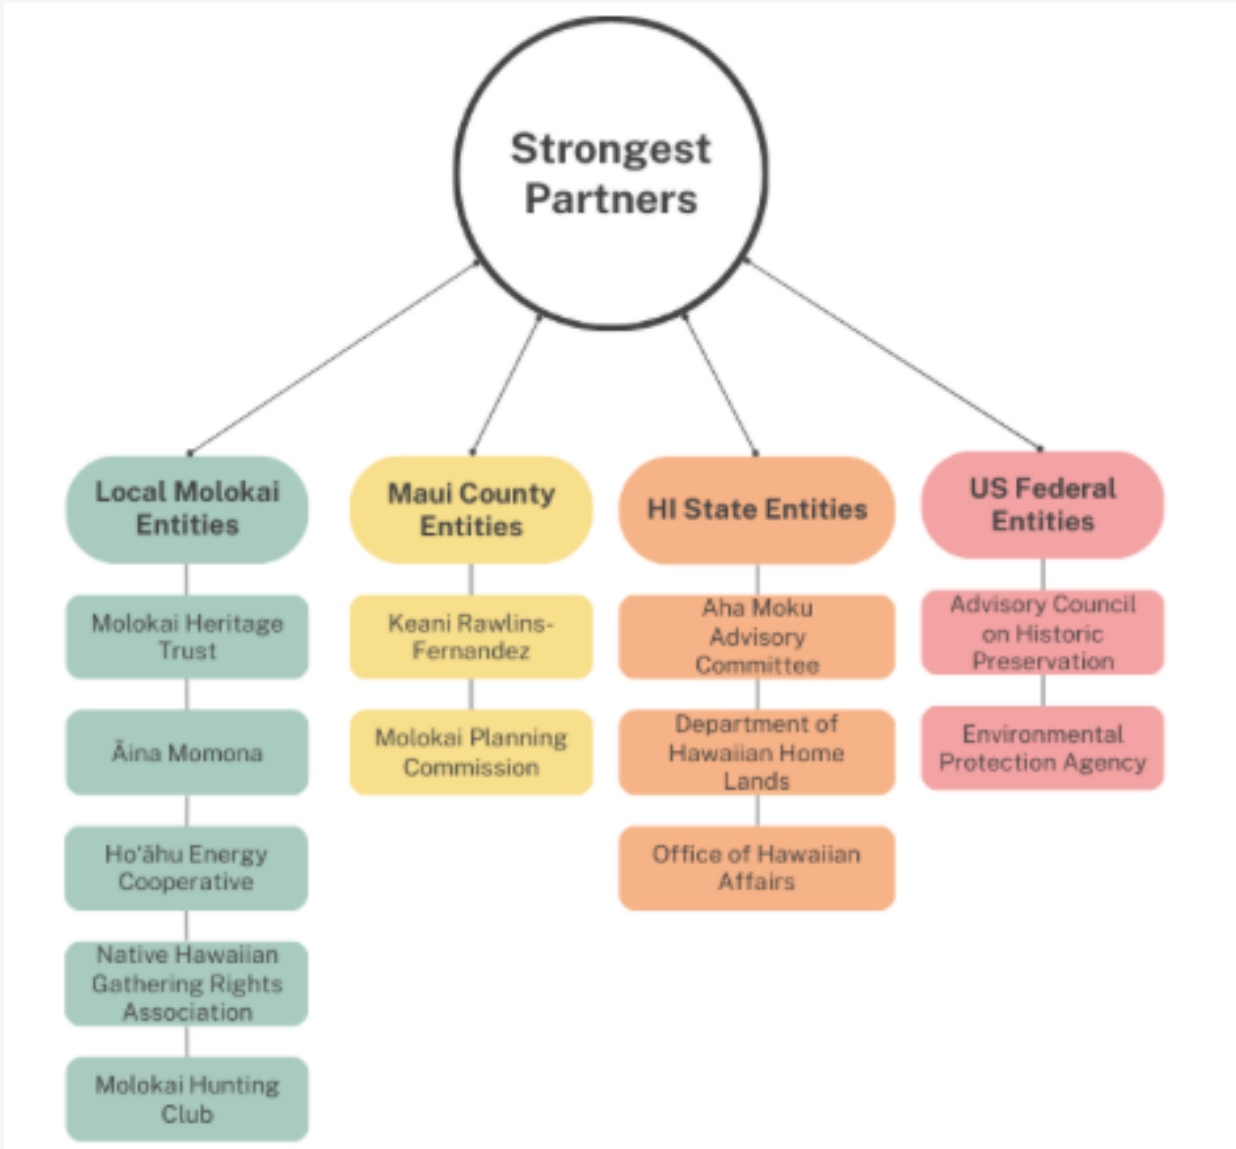 Strongest
Partners
Local Molokai
Entities
Molokai Heritage
Trust
Āina Momona
Hoʻāhu Energy
Cooperative
Native Hawaiian
Gathering Rights
Association
Molokai Hunting
Club
Maui County
Entities
Keani Rawlins-
Fernandez
Molokai Planning
Commission
HI State Entities
Aha Moku
Advisory
Committee
Department of
Hawaiian Home
Lands
Office of Hawaiian
Affairs
US Federal
Entities
Advisory Council
on Historic
Preservation
Environmental
Protection Agency